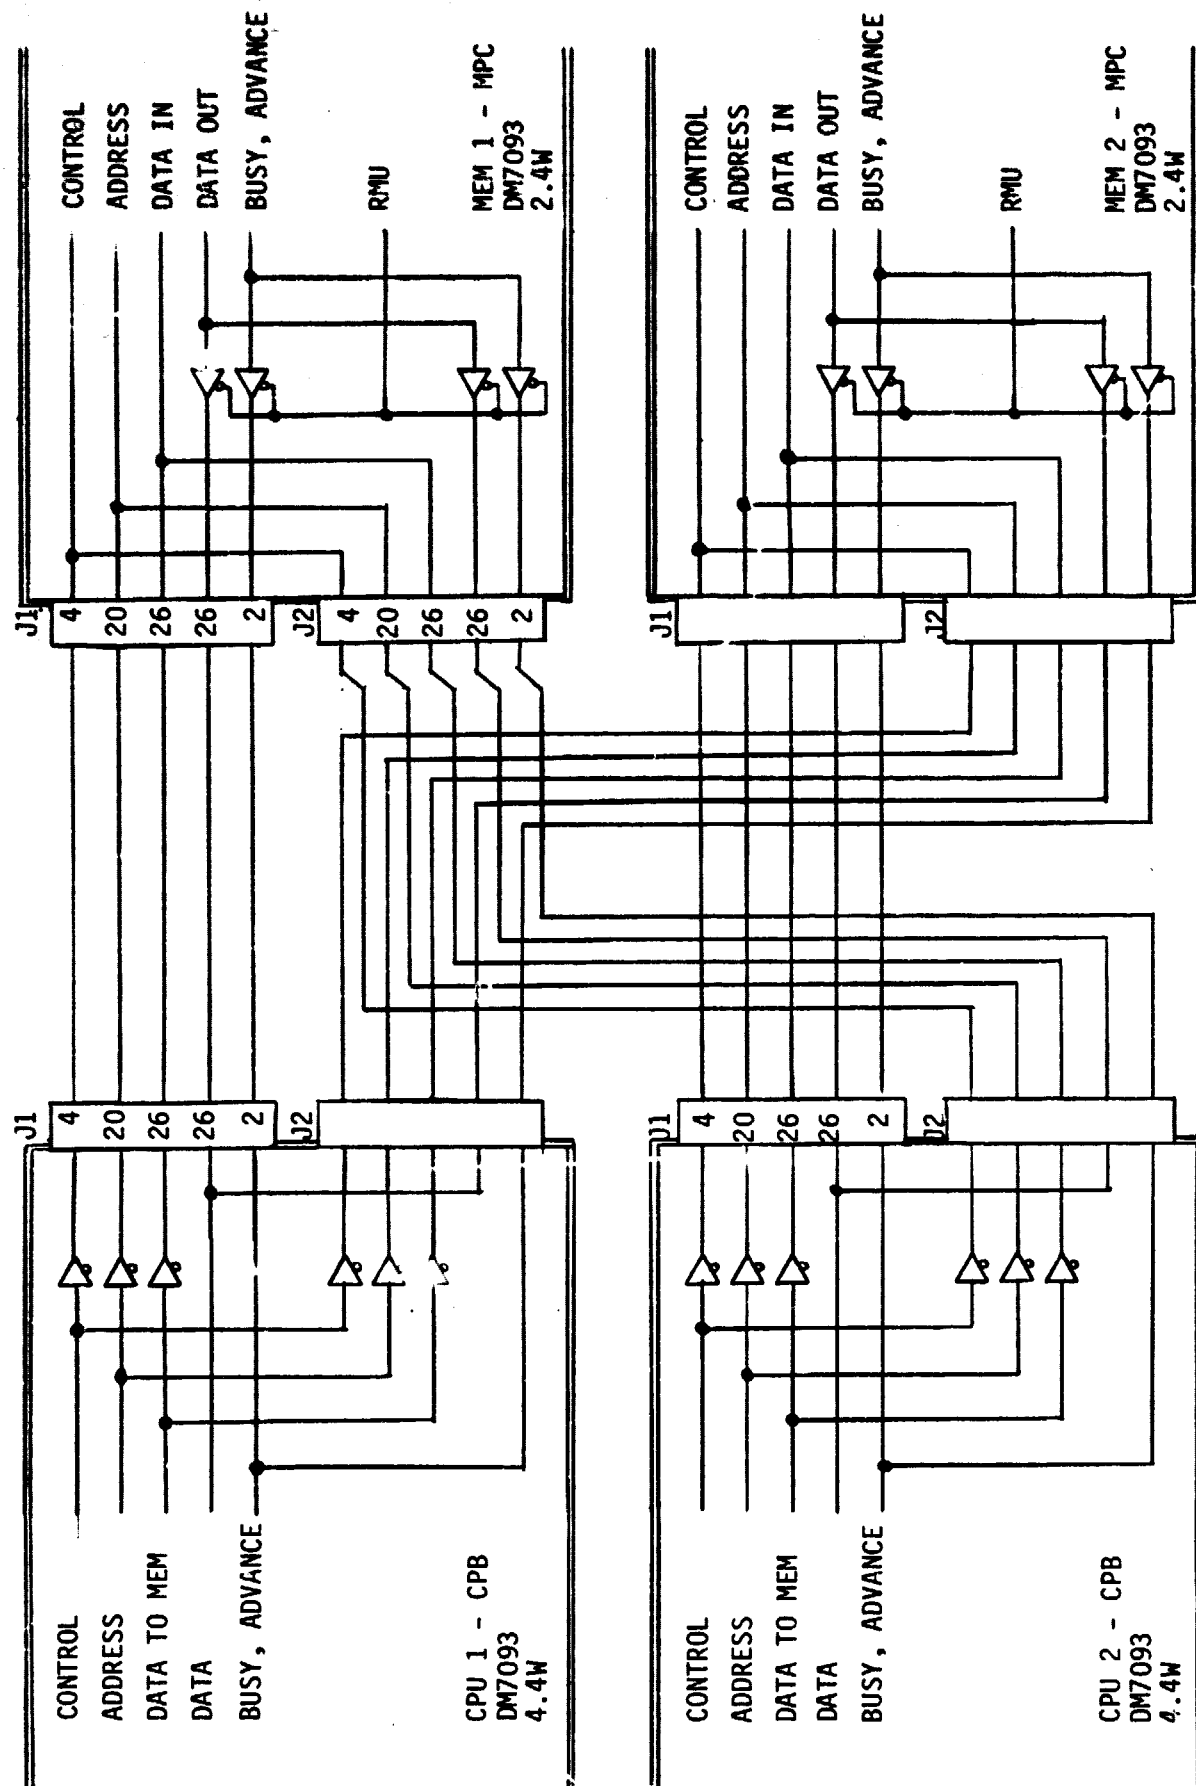 CONTROL
ADDRESS
DATA TO MEM
DATA
BUSY, ADVANCE
CPU 1 - CPB
DM7093
4.4W
J1
4
20
26
26
2
J2
J1
4
20
26
26
2
J2
4
20
26
26
2
CONTROL
ADDRESS
DATA IN
DATA OUT
BUSY, ADVANCE
RMU
MEM 1 - MPC
DM7093
2.4W
CONTROL
ADDRESS
DATA TO MEM
DATA
BUSY, ADVANCE
CPU 2 - CPB
DM7093
4.4W
J1
4
20
26
26
2
J2
J1
J2
CONTROL
ADDRESS
DATA IN
DATA OUT
BUSY, ADVANCE
RMU
MEM 2 - MPC
DM7093
2.4W